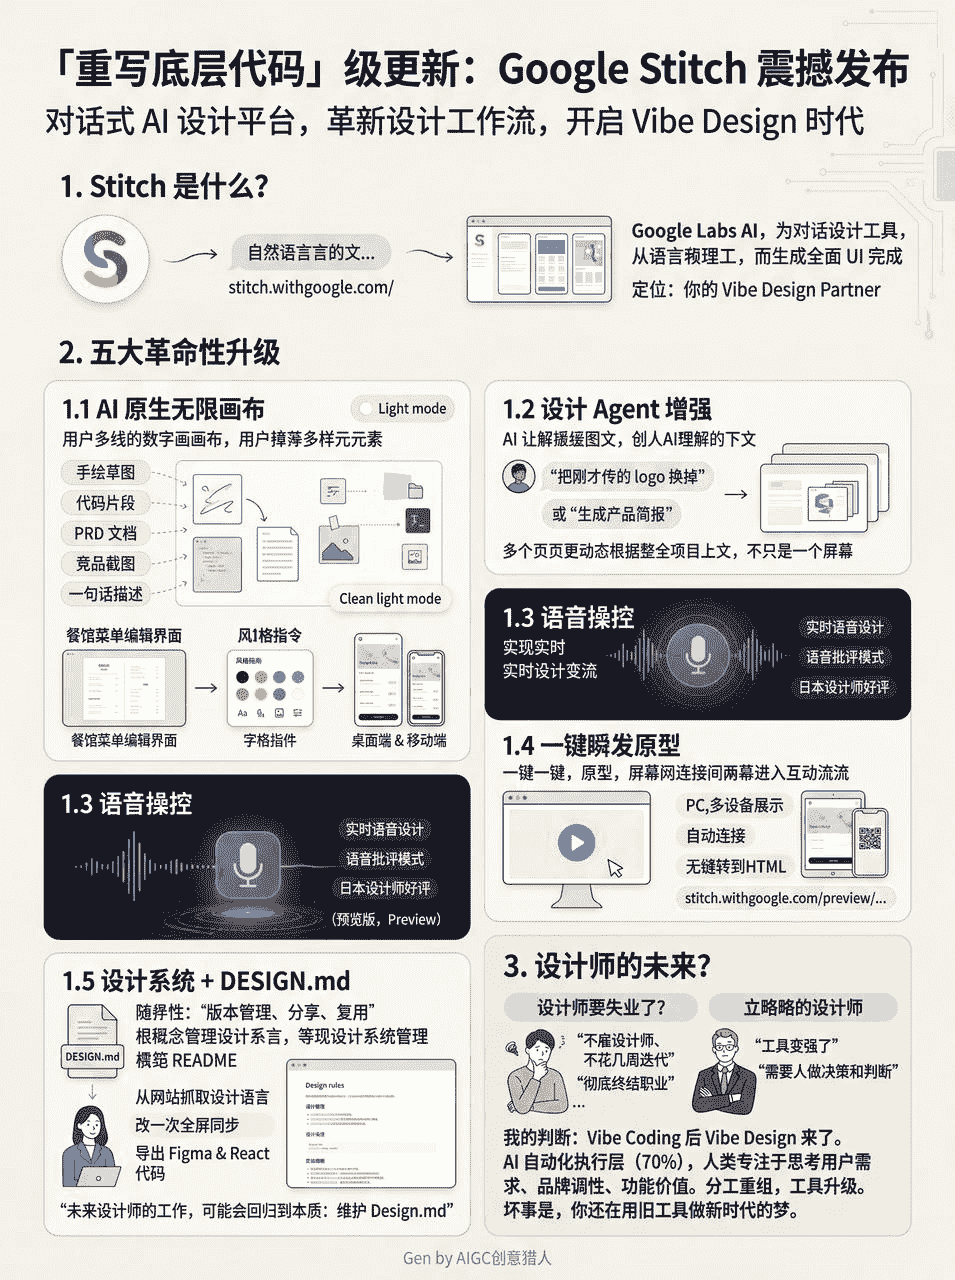 「重写底层代码」级更新：Google Stitch 震撼发布
对话式 AI 设计平台，革新设计工作流，开启 Vibe Design 时代
1. Stitch 是什么？
自然语言言的文...
stitch.withgoogle.com/
Google Labs AI，为对话设计工具，
从语言物理工，而生成全面 UI 完成
定位：你的 Vibe Design Partner
2. 五大革命性升级
1.1 AI 原生无限画布
Light mode
用户多线的数字画画布，用户撞萍多样元元素
手绘草图
代码片段
PRD 文档
竞品截图
一句话描述
Clean light mode
餐馆菜单编辑界面
风格指令
风格指南
Aa
餐馆菜单编辑界面
字格指件
桌面端 & 移动端
1.2 设计 Agent 增强
AI 让解援缓图文，创人AI理解的下文
“把刚才传的 logo 换掉”
或 “生成产品简报”
多个页页更动态根据整全项目上文，不只是一个屏幕
1.3 语音操控
实现实时
实时设计变流
实时语音设计
语音批评模式
日本设计师好评
1.4 一键瞬发原型
一键一键，原型，屏幕网连接间两幕进入互动流流
PC,多设备展示
自动连接
无缝转到HTML
stitch.withgoogle.com/preview/...
1.3 语音操控
实时语音设计
语音批评模式
日本设计师好评
（预览版，Preview）
1.5 设计系统 + DESIGN.md
DESIGN.md
随界性：“版本管理、分享、复用”
根概念管理设计系言，等现设计系统管理
README
从网站抓取设计语言
改一次全屏同步
导出 Figma & React
代码
Design rules
“未来设计师的工作，可能会回归到本质：维护 Design.md”
3. 设计师的未来？
设计师要失业了？
“不雇设计师、
不花几周迭代”
“彻底终结职业”
...
立略略的设计师
“工具变强了”
“需要人做决策和判断”
我的判断：Vibe Coding 后 Vibe Design 来了。
AI 自动化执行层（70%），人类专注于思考用户需
求、品牌调性、功能价值。分工重组，工具升级。
坏事是，你还在用旧工具做新时代的梦。
Gen by AIGC创意猎人